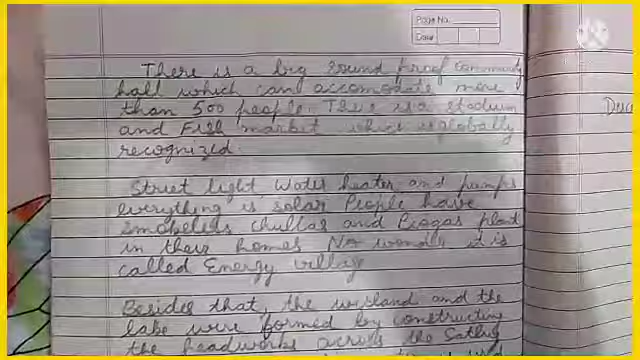 Page No.
Date
There is a big sound proof community
hall which can accomodate more
than 500 people. There is a stadium
and market which is globally
recognized.
Street light Water heater and pumps
everything is solar People have
smokeless chullas and Biogas plant
in their homes No wonder it is
called Energy village
Besides that, the wetland and the
lake were formed by constructing
the headworks across the Satluj